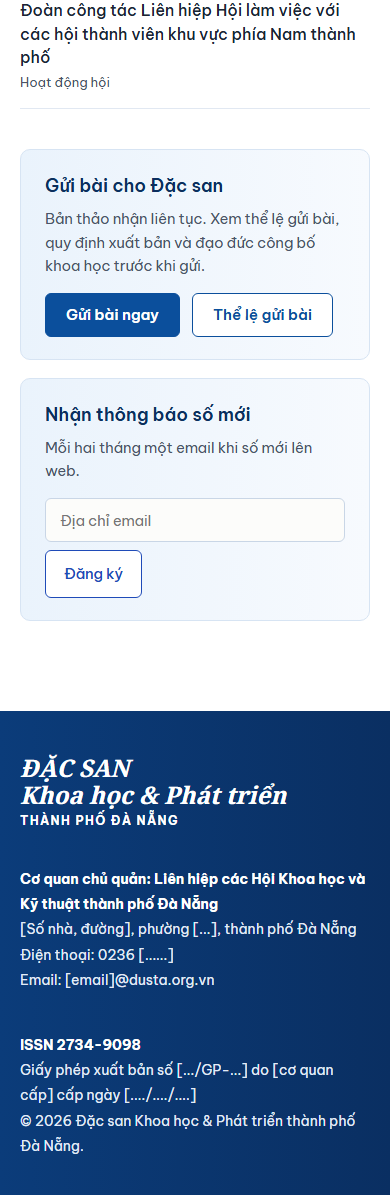 Đoàn công tác Liên hiệp Hội làm việc với
các hội thành viên khu vực phía Nam thành
phố
Hoạt động hội
Gửi bài cho Đặc san
Bản thảo nhận liên tục. Xem thể lệ gửi bài,
quy định xuất bản và đạo đức công bố
khoa học trước khi gửi.
Gửi bài ngay
Thể lệ gửi bài
Nhận thông báo số mới
Mỗi hai tháng một email khi số mới lên
web.
Địa chỉ email
Đăng ký
ĐẶC SAN
Khoa học & Phát triển
THÀNH PHỐ ĐÀ NẴNG
Cơ quan chủ quản: Liên hiệp các Hội Khoa học và
Kỹ thuật thành phố Đà Nẵng
[Số nhà, đường], phường [...], thành phố Đà Nẵng
Điện thoại: 0236 [......]
Email: [email]@dusta.org.vn
ISSN 2734-9098
Giấy phép xuất bản số [.../GP-...] do [cơ quan
cấp] cấp ngày [..../..../....]
© 2026 Đặc san Khoa học & Phát triển thành phố
Đà Nẵng.